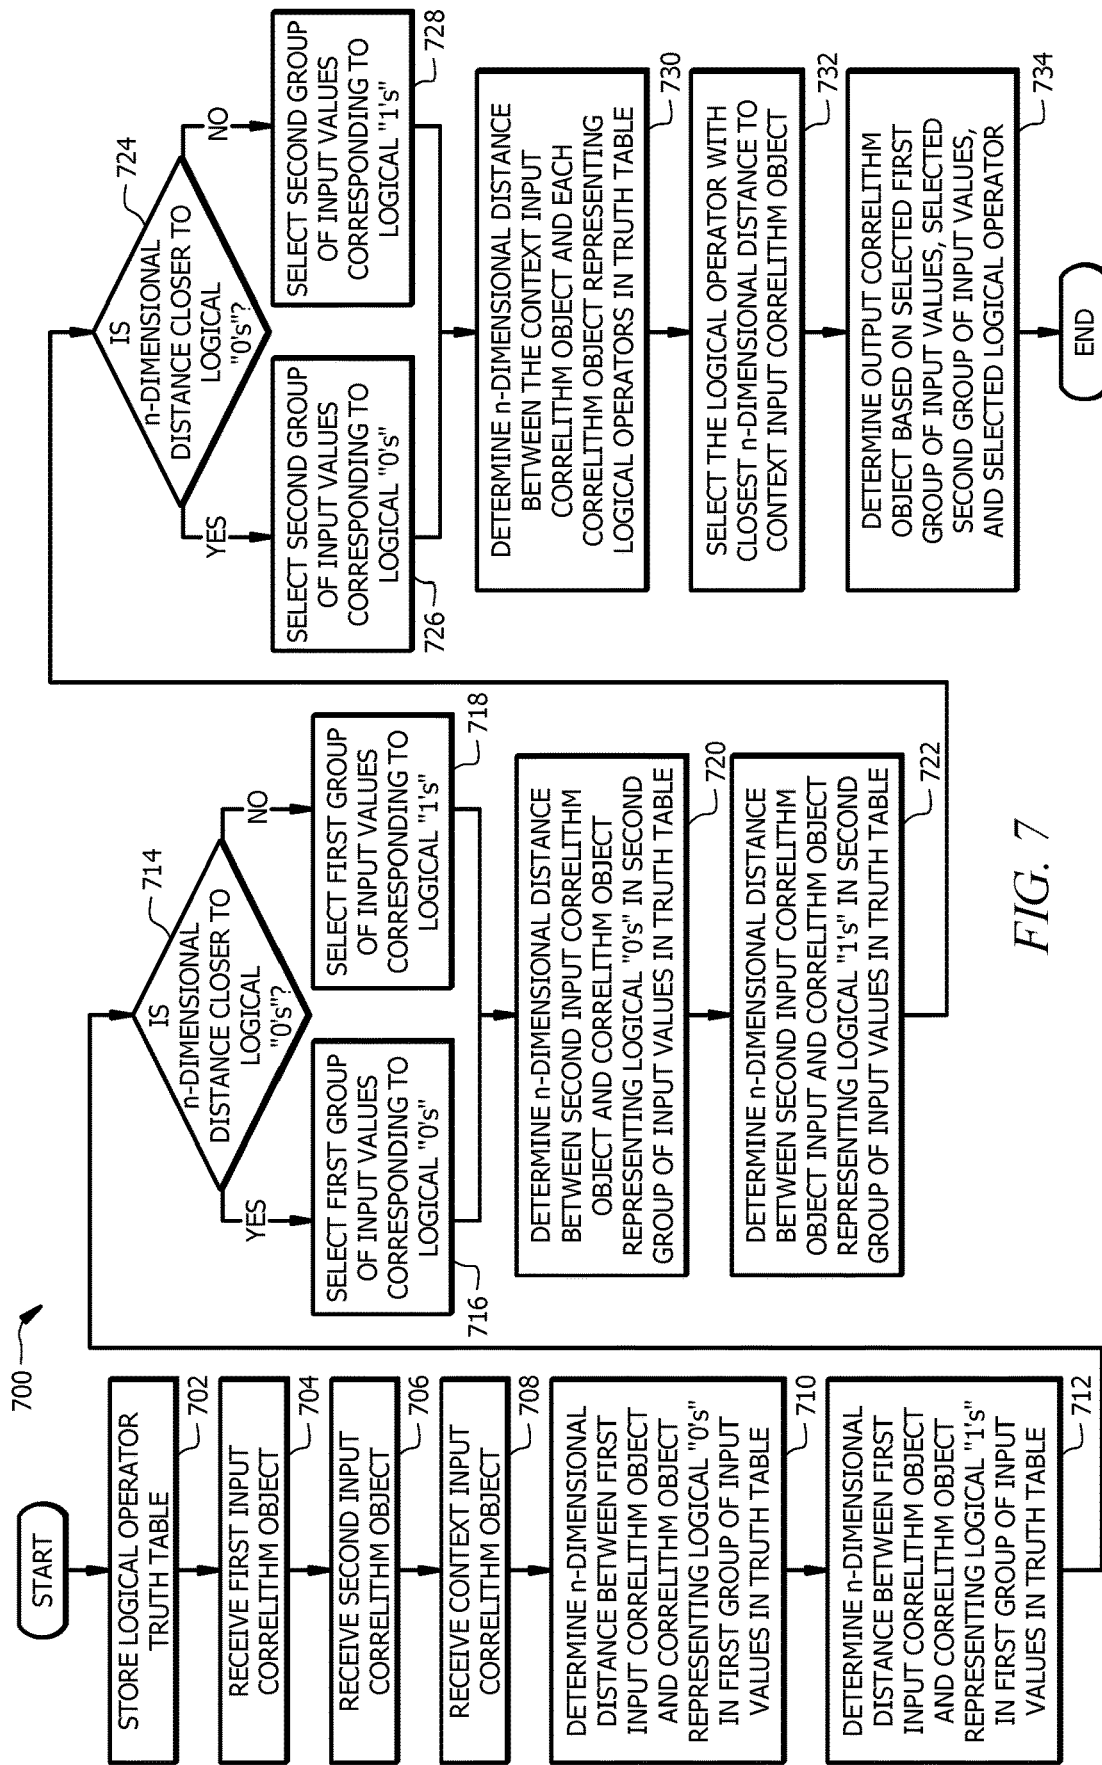 700
START
STORE LOGICAL OPERATOR
TRUTH TABLE
702
RECEIVE FIRST INPUT
CORRELITHM OBJECT
704
RECEIVE SECOND INPUT
CORRELITHM OBJECT
706
RECEIVE CONTEXT INPUT
CORRELITHM OBJECT
708
DETERMINE n-DIMENSIONAL
DISTANCE BETWEEN FIRST
INPUT CORRELITHM OBJECT
AND CORRELITHM OBJECT
REPRESENTING LOGICAL "0's"
IN FIRST GROUP OF INPUT
VALUES IN TRUTH TABLE
710
DETERMINE n-DIMENSIONAL
DISTANCE BETWEEN FIRST
INPUT CORRELITHM OBJECT
AND CORRELITHM OBJECT
REPRESENTING LOGICAL "1's"
IN FIRST GROUP OF INPUT
VALUES IN TRUTH TABLE
712
IS
n-DIMENSIONAL
DISTANCE CLOSER TO
LOGICAL
"0's"?
714
YES
NO
SELECT FIRST GROUP
OF INPUT VALUES
CORRESPONDING TO
LOGICAL "0's"
716
SELECT FIRST GROUP
OF INPUT VALUES
CORRESPONDING TO
LOGICAL "1's"
718
DETERMINE n-DIMENSIONAL DISTANCE
BETWEEN SECOND INPUT CORRELITHM
OBJECT AND CORRELITHM OBJECT
REPRESENTING LOGICAL "0's" IN SECOND
GROUP OF INPUT VALUES IN TRUTH TABLE
720
DETERMINE n-DIMENSIONAL DISTANCE
BETWEEN SECOND INPUT CORRELITHM
OBJECT INPUT AND CORRELITHM OBJECT
REPRESENTING LOGICAL "1's" IN SECOND
GROUP OF INPUT VALUES IN TRUTH TABLE
722
IS
n-DIMENSIONAL
DISTANCE CLOSER TO
LOGICAL
"0's"?
724
YES
NO
SELECT SECOND GROUP
OF INPUT VALUES
CORRESPONDING TO
LOGICAL "0's"
726
SELECT SECOND GROUP
OF INPUT VALUES
CORRESPONDING TO
LOGICAL "1's"
728
DETERMINE n-DIMENSIONAL DISTANCE
BETWEEN THE CONTEXT INPUT
CORRELITHM OBJECT AND EACH
CORRELITHM OBJECT REPRESENTING
LOGICAL OPERATORS IN TRUTH TABLE
730
SELECT THE LOGICAL OPERATOR WITH
CLOSEST n-DIMENSIONAL DISTANCE TO
CONTEXT INPUT CORRELITHM OBJECT
732
DETERMINE OUTPUT CORRELITHM
OBJECT BASED ON SELECTED FIRST
GROUP OF INPUT VALUES, SELECTED
SECOND GROUP OF INPUT VALUES,
AND SELECTED LOGICAL OPERATOR
734
END
FIG. 7